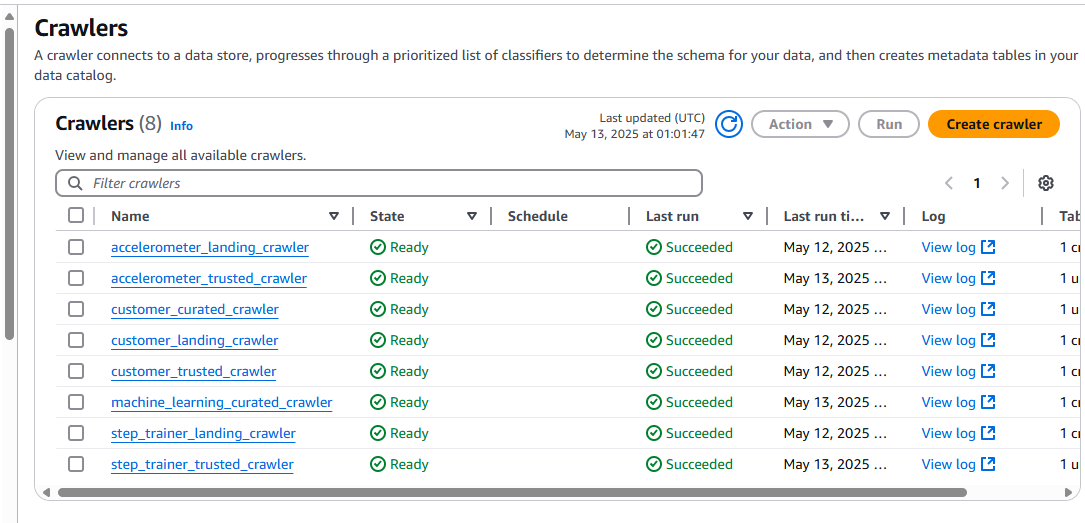 Crawlers
A crawler connects to a data store, progresses through a prioritized list of classifiers to determine the schema for your data, and then creates metadata tables in your
data catalog.
Crawlers (8) Info
Last updated (UTC)
May 13, 2025 at 01:01:47
Action
Run
Create crawler
View and manage all available crawlers.
Filter crawlers
1
Name State Schedule Last run Last run ti... Log Tab
accelerometer_landing_crawler Ready Succeeded May 12, 2025 ... View log 1 cr
accelerometer_trusted_crawler Ready Succeeded May 13, 2025 ... View log 1 u
customer_curated_crawler Ready Succeeded May 12, 2025 ... View log 1 cr
customer_landing_crawler Ready Succeeded May 12, 2025 ... View log 1 cr
customer_trusted_crawler Ready Succeeded May 12, 2025 ... View log 1 cr
machine_learning_curated_crawler Ready Succeeded May 13, 2025 ... View log 1 cr
step_trainer_landing_crawler Ready Succeeded May 12, 2025 ... View log 1 cr
step_trainer_trusted_crawler Ready Succeeded May 13, 2025 ... View log 1 u